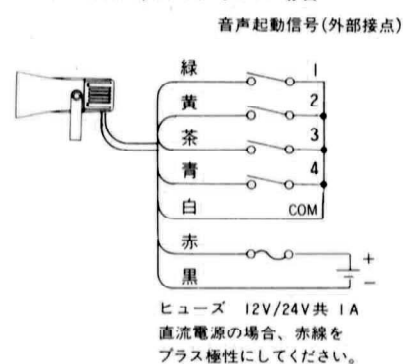 音声起動信号(外部接点)
緑 1
黄 2
茶 3
青 4
白 COM
赤
+
黒 −
ヒューズ 12V/24V共 1A
直流電源の場合、赤線を
プラス極性にしてください。